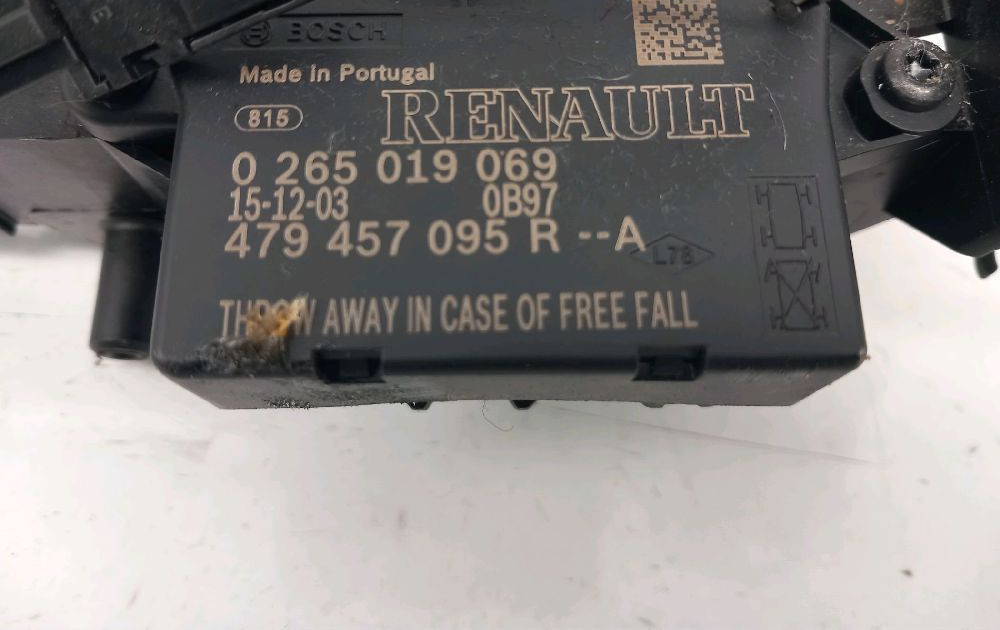 BOSCH
Made in Portugal
815 RENAULT
0 265 019 069
15-12-03 0B97
479 457 095 R --A
L78
THROW AWAY IN CASE OF FREE FALL
A